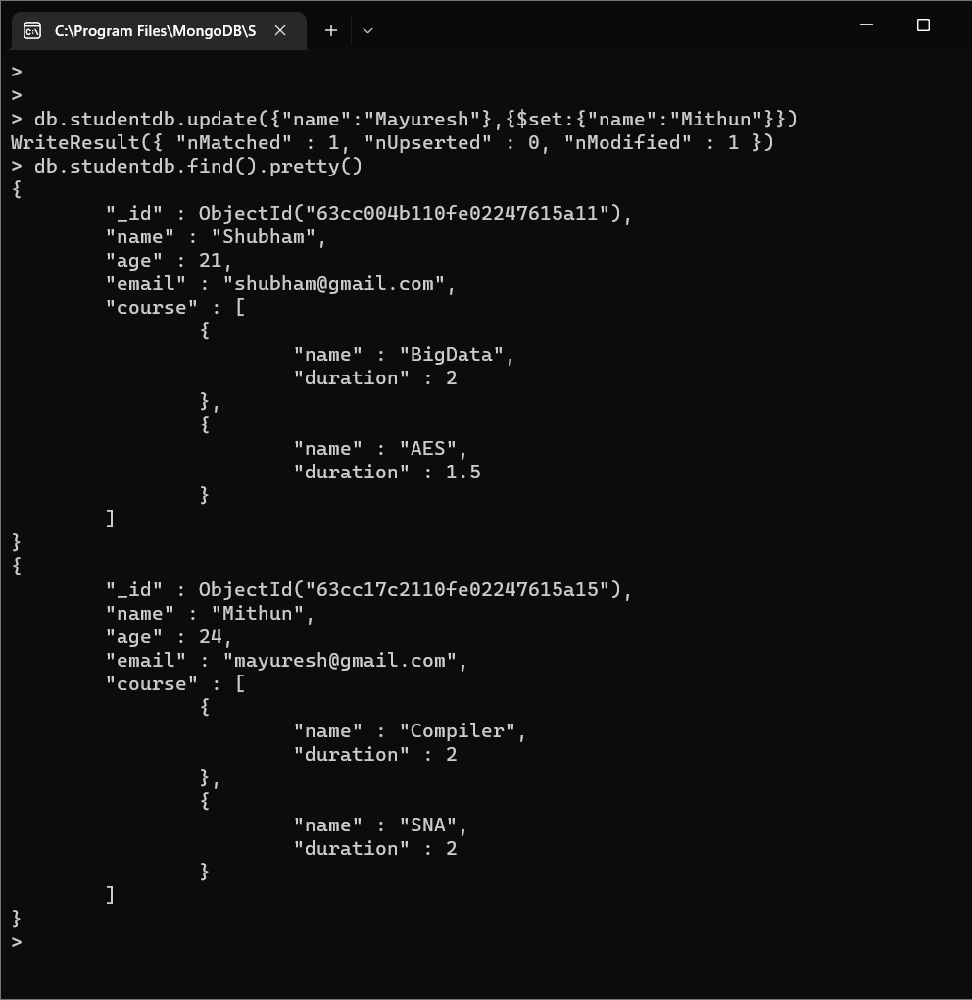 C:\Program Files\MongoDB\S
>
>
> db.studentdb.update({"name":"Mayuresh"},{$set:{"name":"Mithun"}})
WriteResult({ "nMatched" : 1, "nUpserted" : 0, "nModified" : 1 })
> db.studentdb.find().pretty()
{
        "_id" : ObjectId("63cc004b110fe02247615a11"),
        "name" : "Shubham",
        "age" : 21,
        "email" : "shubham@gmail.com",
        "course" : [
                {
                        "name" : "BigData",
                        "duration" : 2
                },
                {
                        "name" : "AES",
                        "duration" : 1.5
                }
        ]
}
{
        "_id" : ObjectId("63cc17c2110fe02247615a15"),
        "name" : "Mithun",
        "age" : 24,
        "email" : "mayuresh@gmail.com",
        "course" : [
                {
                        "name" : "Compiler",
                        "duration" : 2
                },
                {
                        "name" : "SNA",
                        "duration" : 2
                }
        ]
}
>